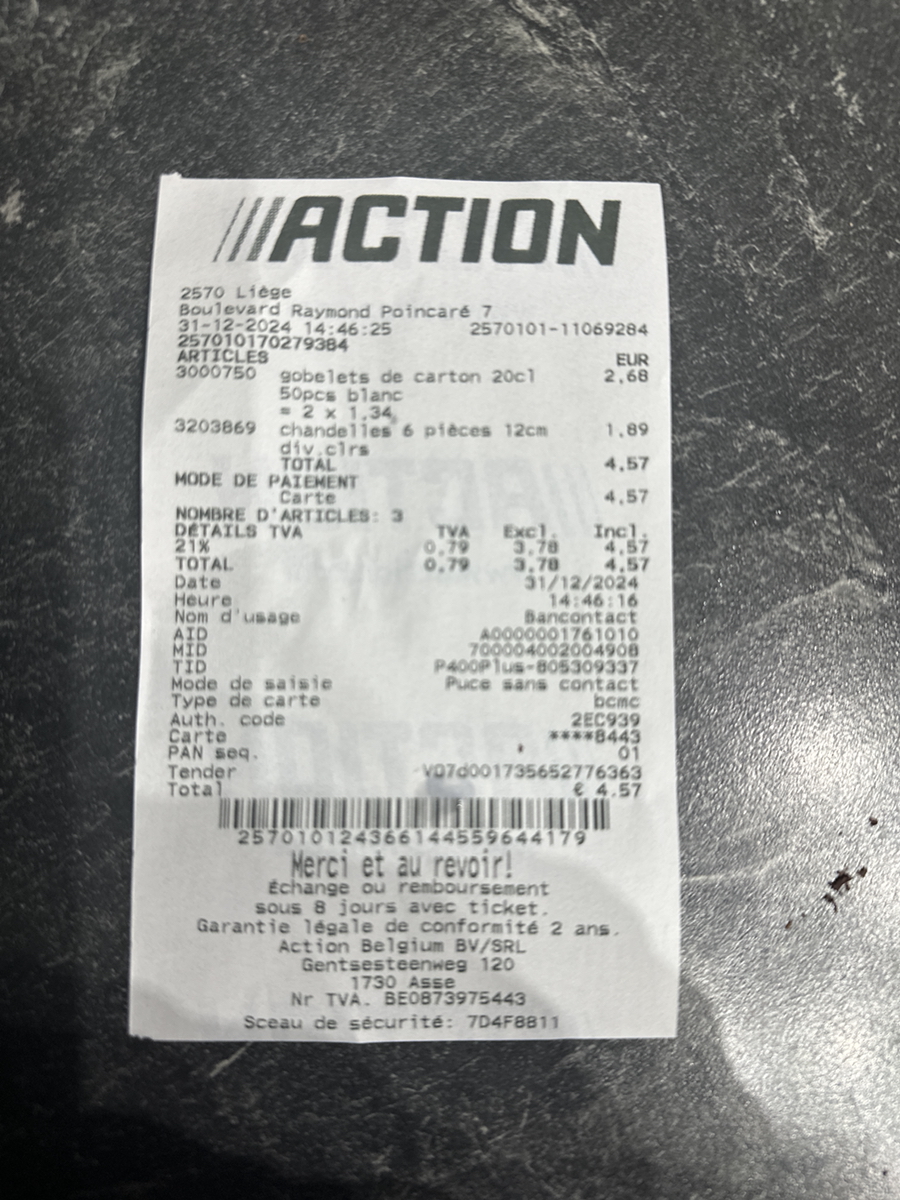 ACTION
2570 Liège
Boulevard Raymond Poincaré 7
31-12-2024 14:46:25 2570101-11069284
257010170279384
ARTICLES EUR
3000750 gobelets de carton 20cl 2,68
50pcs blanc
= 2 x 1,34
3203869 chandelles 6 pièces 12cm 1,89
div.clrs
TOTAL 4,57
MODE DE PAIEMENT
Carte 4,57
NOMBRE D'ARTICLES: 3
DÉTAILS TVA TVA Excl. Incl.
21% 0,79 3,78 4,57
TOTAL 0,79 3,78 4,57
Date 31/12/2024
Heure 14:46:16
Nom d'usage Bancontact
AID A0000001761010
MID 700004002004908
TID P400Plus-805309337
Mode de saisie Puce sans contact
Type de carte bcmc
Auth. code 2EC939
Carte ****8443
PAN seq. 01
Tender V07d001735652776363
Total € 4.57
257010124366144559644179
Merci et au revoir!
Échange ou remboursement
sous 8 jours avec ticket.
Garantie légale de conformité 2 ans.
Action Belgium BV/SRL
Gentsesteenweg 120
1730 Asse
Nr TVA. BE0873975443
Sceau de sécurité: 7D4F8811